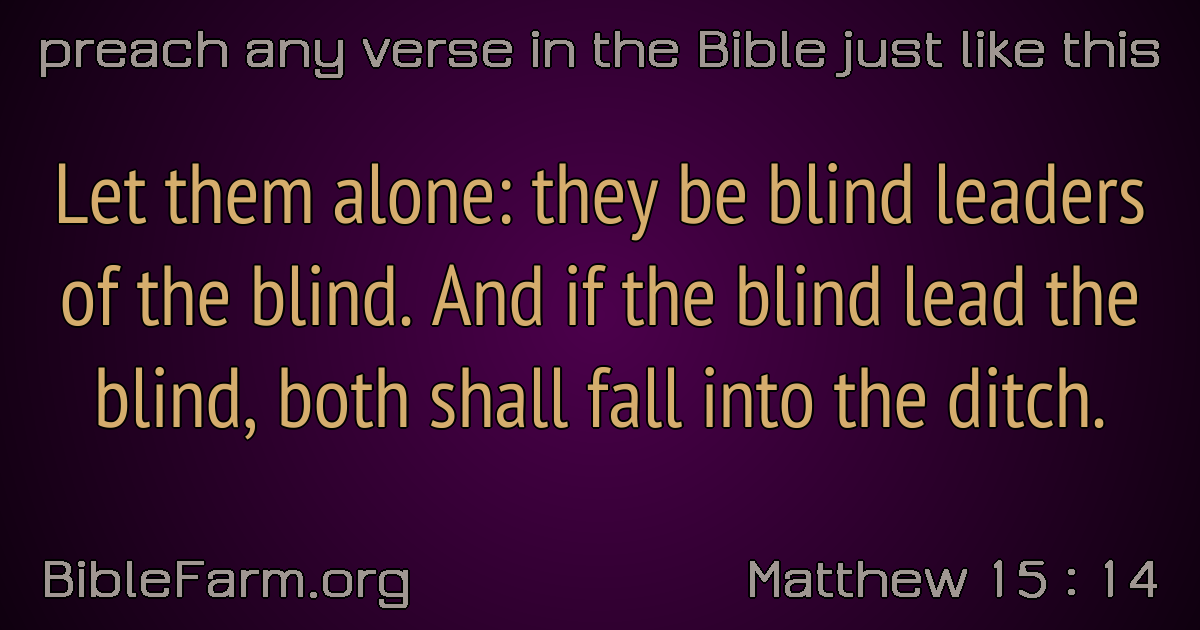 preach any verse in the Bible just like this
Let them alone: they be blind leaders
of the blind. And if the blind lead the
blind, both shall fall into the ditch.
BibleFarm.org
Matthew 15 : 14